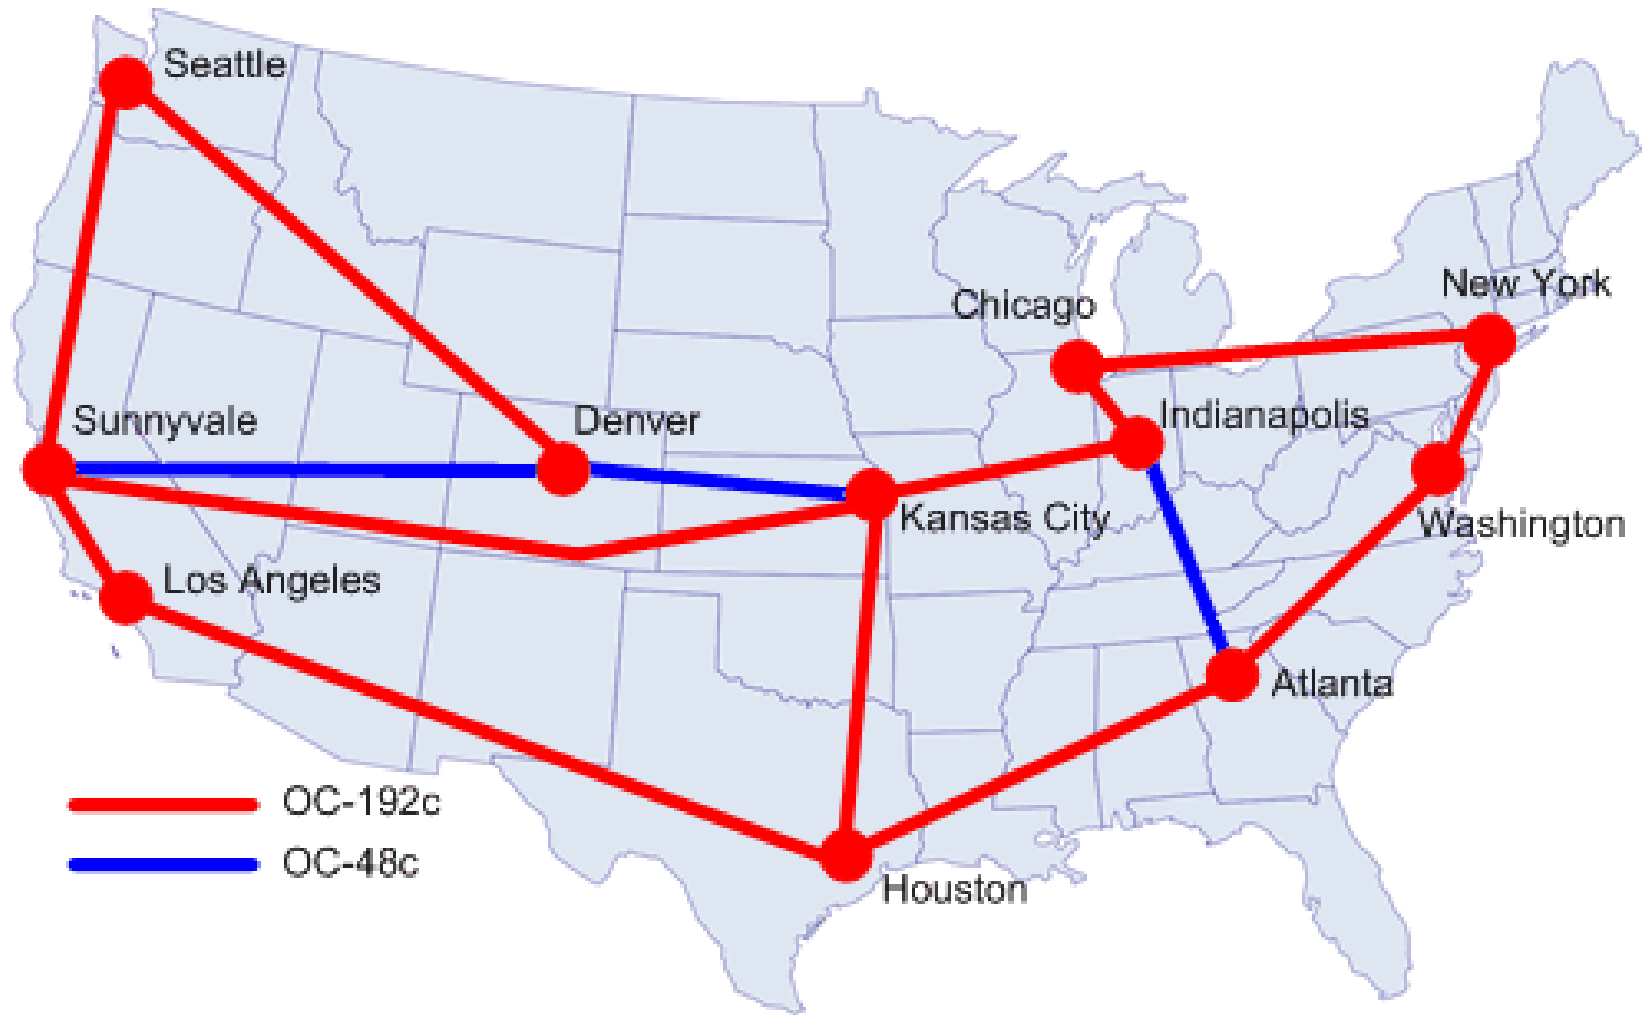 Seattle
New York
Chicago
Sunnyvale
Denver
Indianapolis
Kansas City
Washington
Los Angeles
Atlanta
OC-192c
OC-48c
Houston